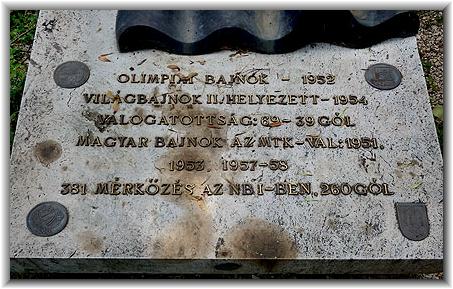 OLIMPIAI BAJNOK - 1952
VILÁGBAJNOK II. HELYEZETT - 1954
VÁLOGATOTTSÁG: 69 - 39 GÓL
MAGYAR BAJNOK AZ MTK-VAL: 1951,
1953, 1957-58
381 MÉRKŐZÉS AZ NB I-BEN, 260 GÓL